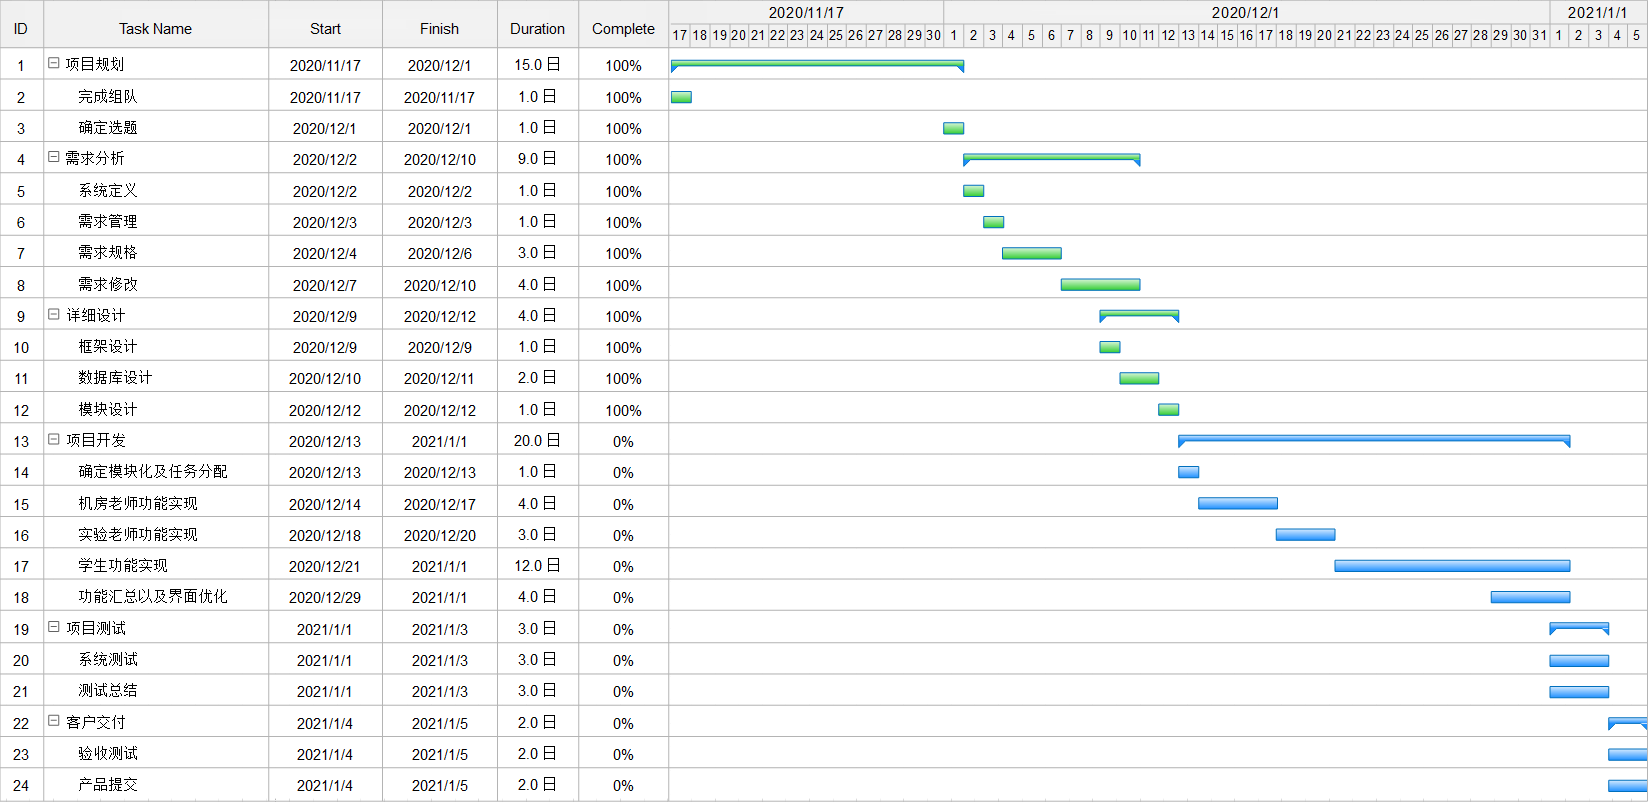 ID Task Name Start Finish Duration Complete 2020/11/17 2020/12/1 2021/1/1
17 18 19 20 21 22 23 24 25 26 27 28 29 30 1 2 3 4 5 6 7 8 9 10 11 12 13 14 15 16 17 18 19 20 21 22 23 24 25 26 27 28 29 30 31 1 2 3 4 5
1 项目规划 2020/11/17 2020/12/1 15.0 日 100%
2 完成组队 2020/11/17 2020/11/17 1.0 日 100%
3 确定选题 2020/12/1 2020/12/1 1.0 日 100%
4 需求分析 2020/12/2 2020/12/10 9.0 日 100%
5 系统定义 2020/12/2 2020/12/2 1.0 日 100%
6 需求管理 2020/12/3 2020/12/3 1.0 日 100%
7 需求规格 2020/12/4 2020/12/6 3.0 日 100%
8 需求修改 2020/12/7 2020/12/10 4.0 日 100%
9 详细设计 2020/12/9 2020/12/12 4.0 日 100%
10 框架设计 2020/12/9 2020/12/9 1.0 日 100%
11 数据库设计 2020/12/10 2020/12/11 2.0 日 100%
12 模块设计 2020/12/12 2020/12/12 1.0 日 100%
13 项目开发 2020/12/13 2021/1/1 20.0 日 0%
14 确定模块化及任务分配 2020/12/13 2020/12/13 1.0 日 0%
15 机房老师功能实现 2020/12/14 2020/12/17 4.0 日 0%
16 实验老师功能实现 2020/12/18 2020/12/20 3.0 日 0%
17 学生功能实现 2020/12/21 2021/1/1 12.0 日 0%
18 功能汇总以及界面优化 2020/12/29 2021/1/1 4.0 日 0%
19 项目测试 2021/1/1 2021/1/3 3.0 日 0%
20 系统测试 2021/1/1 2021/1/3 3.0 日 0%
21 测试总结 2021/1/1 2021/1/3 3.0 日 0%
22 客户交付 2021/1/4 2021/1/5 2.0 日 0%
23 验收测试 2021/1/4 2021/1/5 2.0 日 0%
24 产品提交 2021/1/4 2021/1/5 2.0 日 0%